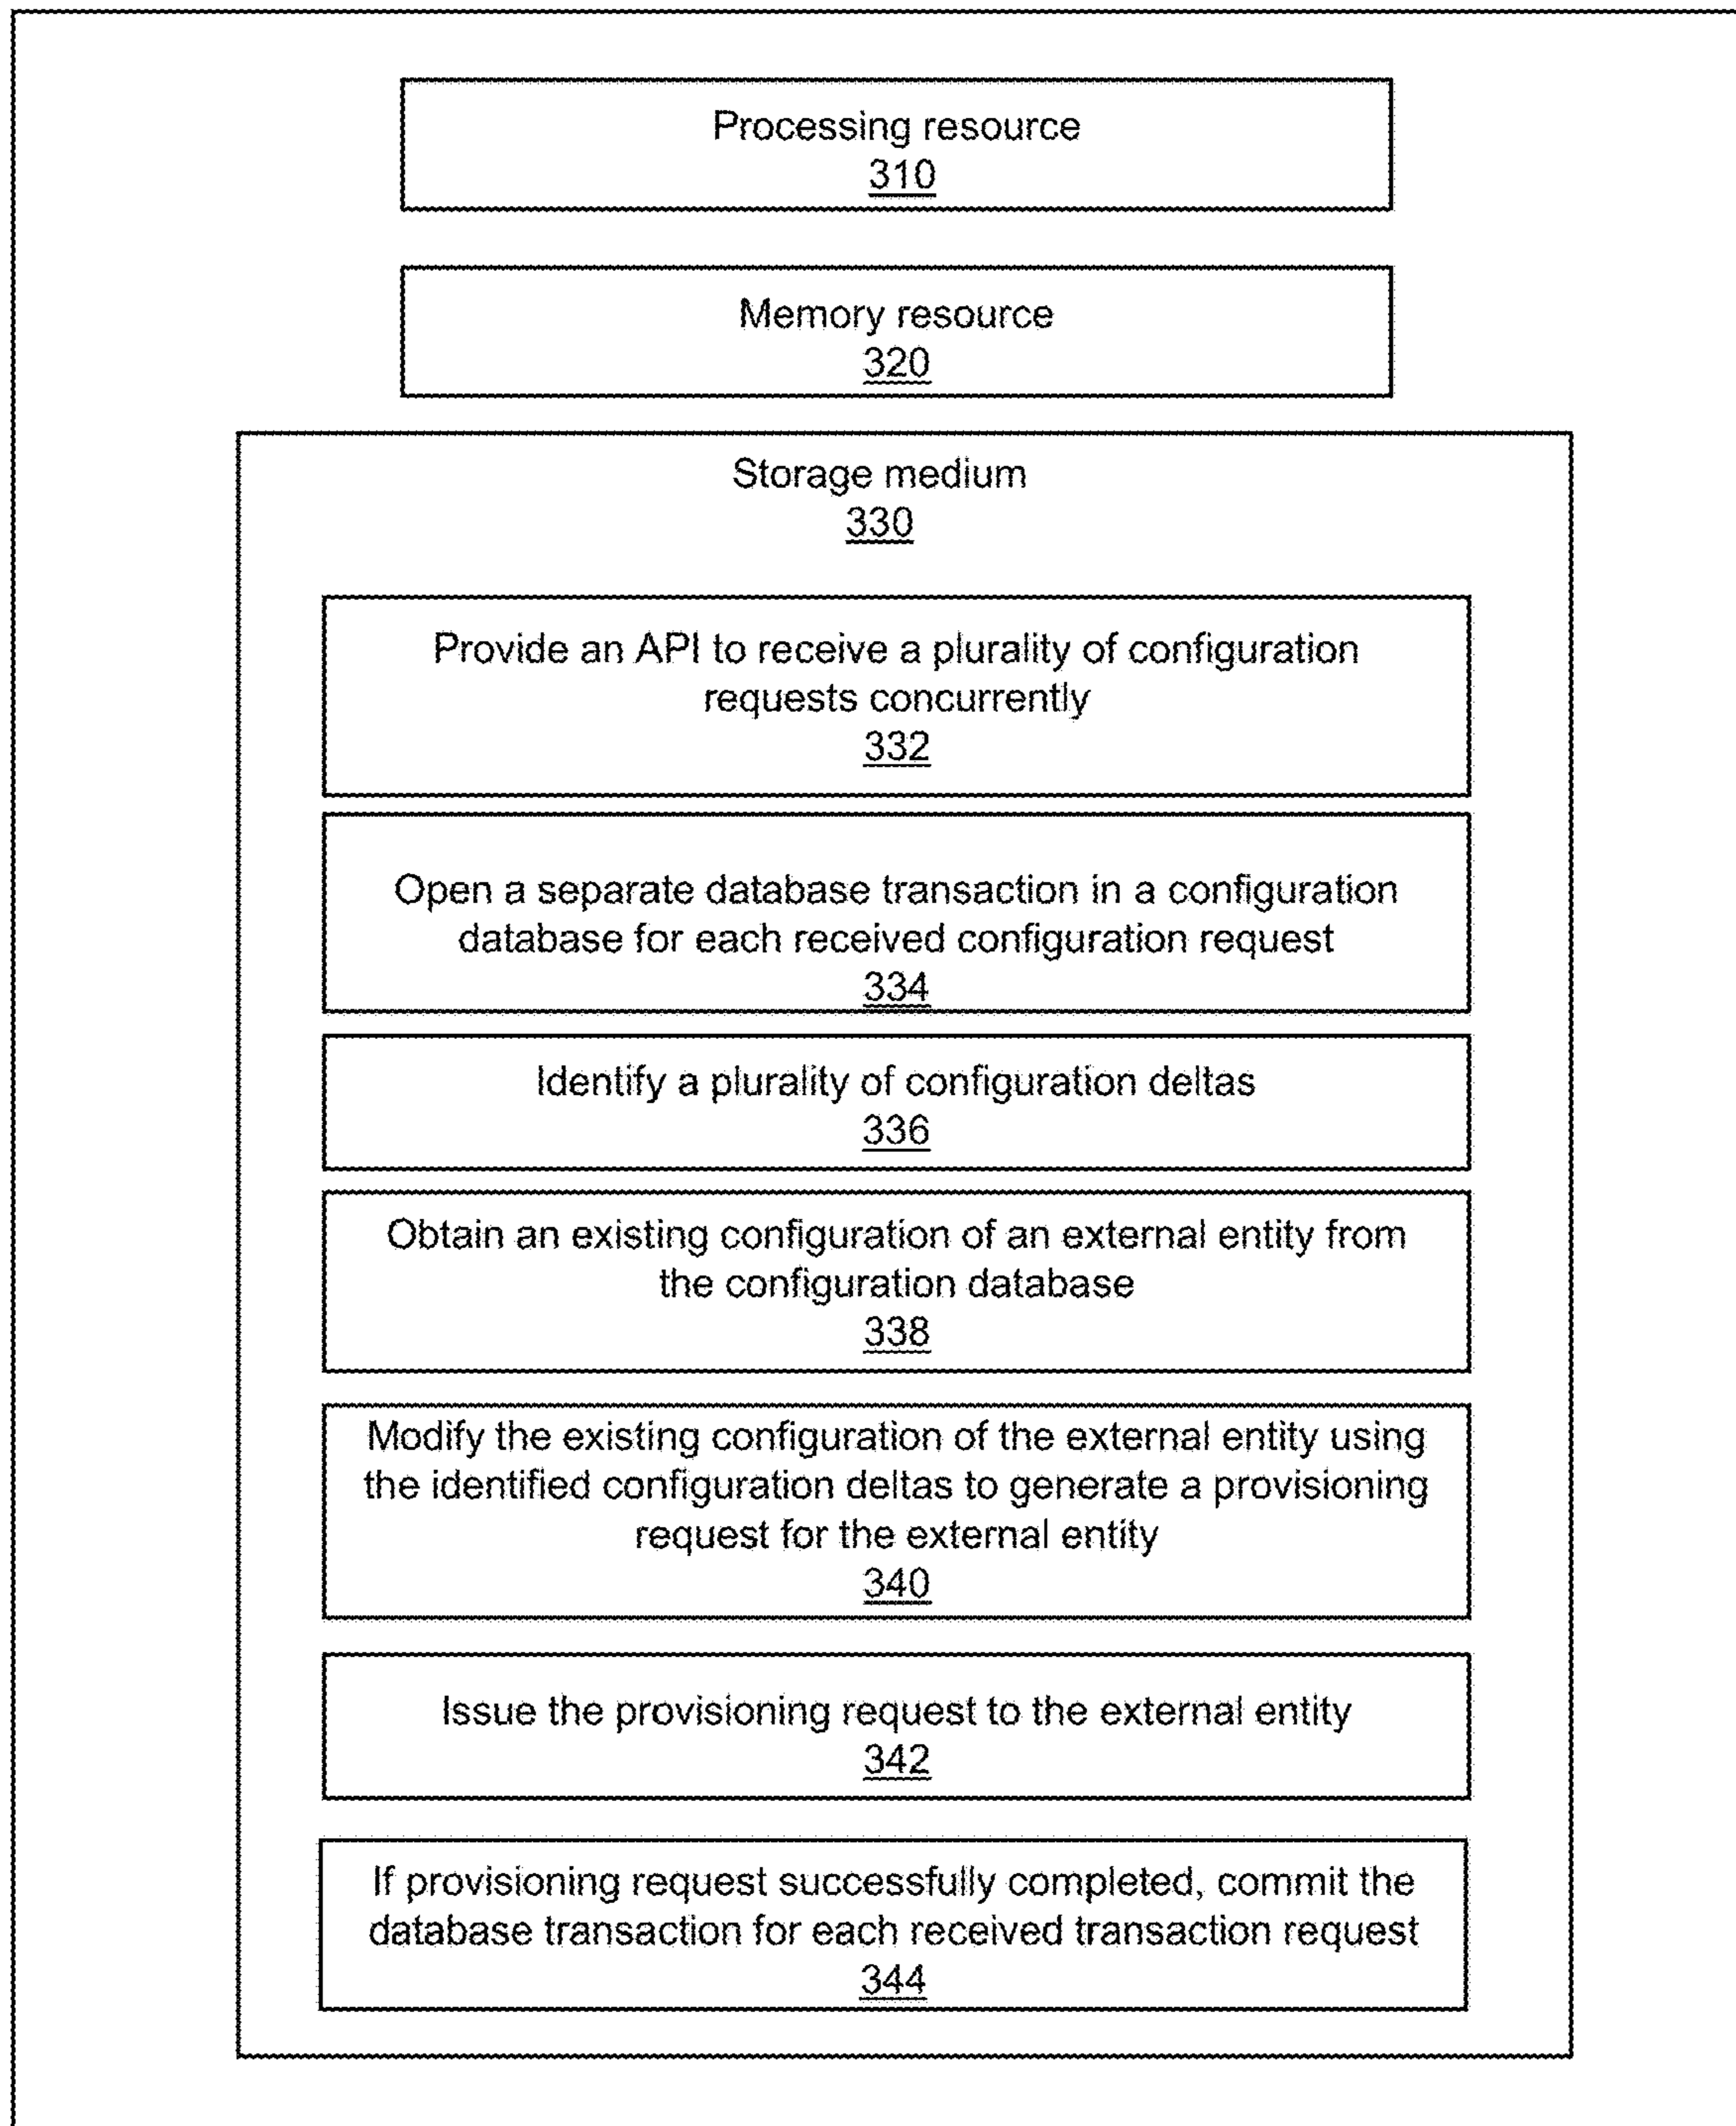 Processing resource
310
Memory resource
320
Storage medium
330
Provide an API to receive a plurality of configuration
requests concurrently
332
Open a separate database transaction in a configuration
database for each received configuration request
334
Identify a plurality of configuration deltas
336
Obtain an existing configuration of an external entity from
the configuration database
338
Modify the existing configuration of the external entity using
the identified configuration deltas to generate a provisioning
request for the external entity
340
Issue the provisioning request to the external entity
342
If provisioning request successfully completed, commit the
database transaction for each received transaction request
344